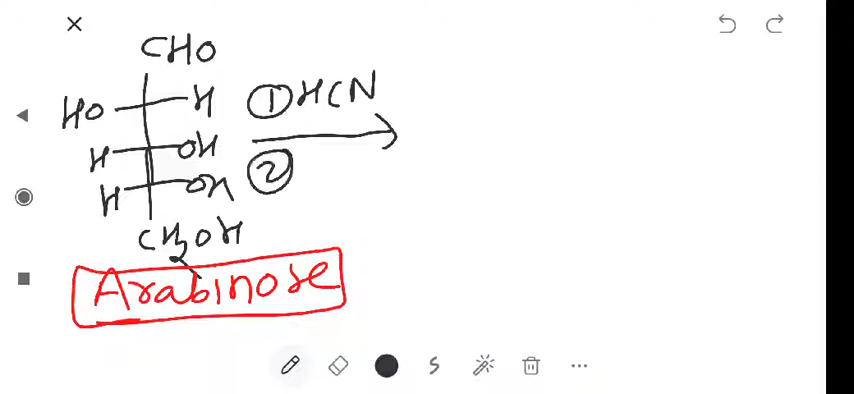 CHO
HO H ① HCN
H OH
②
H OH
CH2OH
Arabinose